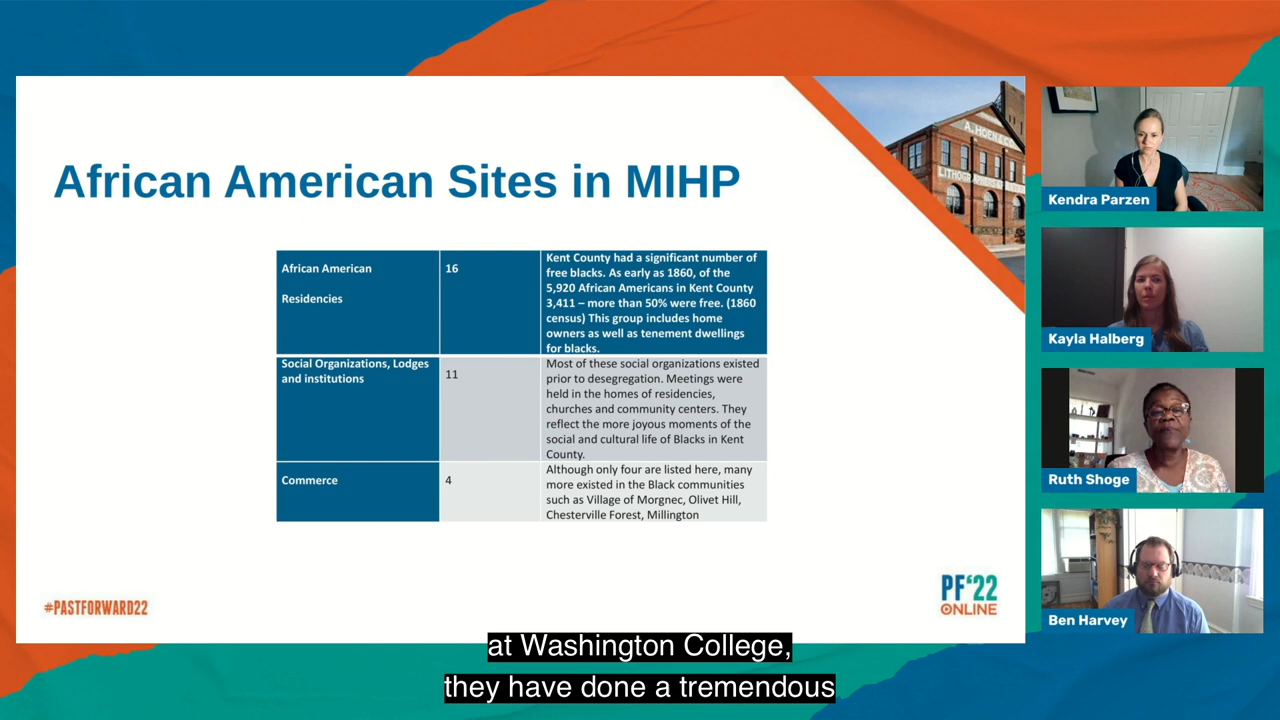 African American Sites in MIHP
A. HOEN & CO.
African American
Residencies
16
Kent County had a significant number of
free blacks. As early as 1860, of the
5,920 African Americans in Kent County
3,411 – more than 50% were free. (1860
census) This group includes home
owners as well as tenement dwellings
for blacks.
Social Organizations, Lodges
and institutions
11
Most of these social organizations existed
prior to desegregation. Meetings were
held in the homes of residencies,
churches and community centers. They
reflect the more joyous moments of the
social and cultural life of Blacks in Kent
County.
Commerce
4
Although only four are listed here, many
more existed in the Black communities
such as Village of Morgnec, Olivet Hill,
Chesterville Forest, Millington
#PASTFORWARD22
PF‘22
ONLINE
Kendra Parzen
Kayla Halberg
Ruth Shoge
Ben Harvey
at Washington College,
they have done a tremendous